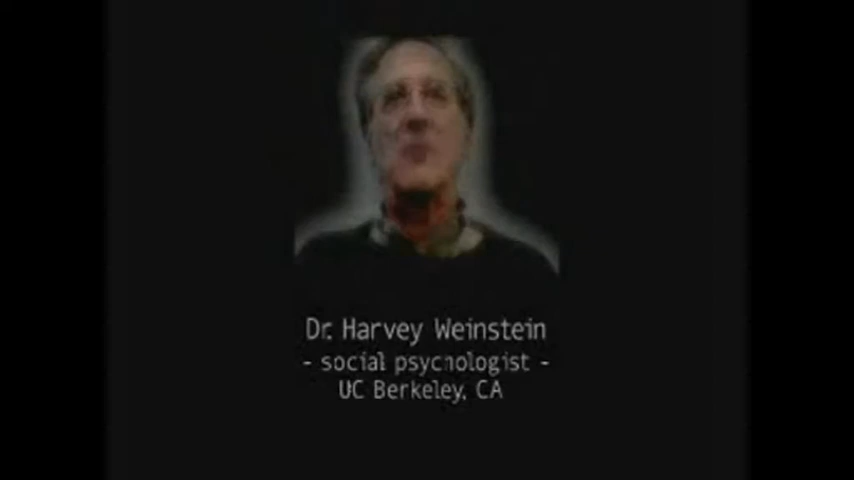 Dr. Harvey Weinstein
- social psychologist -
UC Berkeley, CA